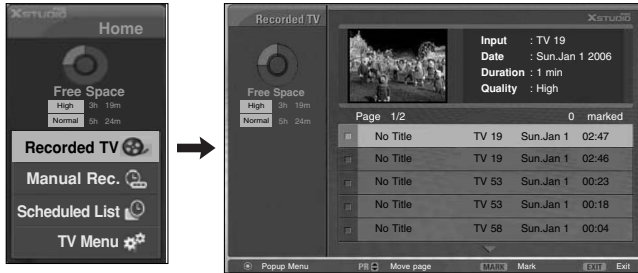 XSTUDIO
Home
Free Space
High 3h 19m
Normal 5h 24m
Recorded TV
Manual Rec.
Scheduled List
TV Menu
Recorded TV
XSTUDIO
Free Space
High 3h 19m
Normal 5h 24m
Input : TV 19
Date : Sun.Jan 1 2006
Duration : 1 min
Quality : High
Page 1/2 0 marked
No Title TV 19 Sun.Jan 1 02:47
No Title TV 19 Sun.Jan 1 02:46
No Title TV 53 Sun.Jan 1 00:23
No Title TV 53 Sun.Jan 1 00:18
No Title TV 58 Sun.Jan 1 00:04
Popup Menu PR Move page MARK Mark EXIT Exit